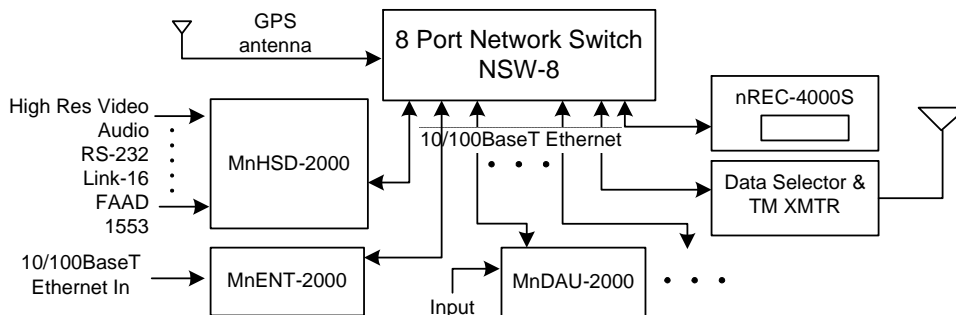 GPS
antenna
8 Port Network Switch
NSW-8
nREC-4000S
High Res Video
Audio
RS-232
Link-16
FAAD
1553
MnHSD-2000
10/100BaseT Ethernet
Data Selector &
TM XMTR
10/100BaseT
Ethernet In
MnENT-2000
Input
MnDAU-2000